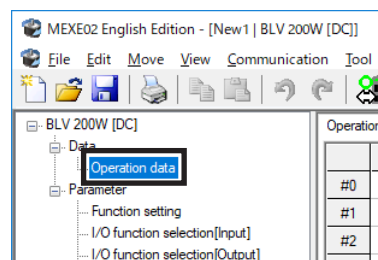 MEXE02 English Edition - [New1 | BLV 200W [DC]]
File Edit Move View Communication Tool
BLV 200W [DC]
Data
Operation data
Parameter
Function setting
I/O function selection[Input]
I/O function selection[Output]
Operation
#0
#1
#2